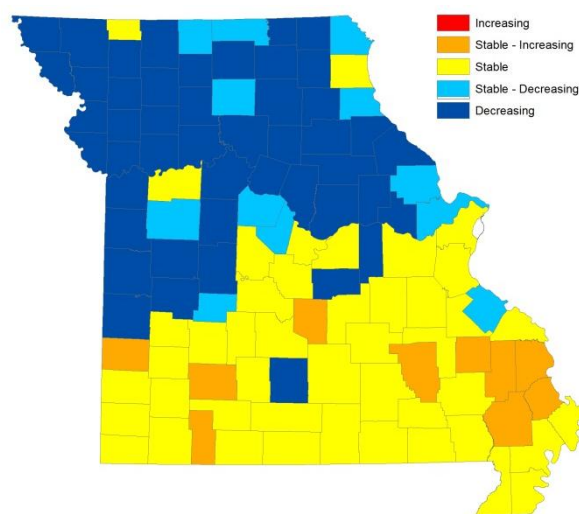 Increasing
Stable - Increasing
Stable
Stable - Decreasing
Decreasing